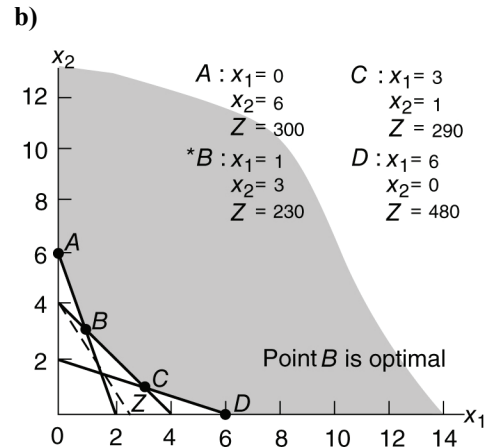 b)
x₂
A : x₁ = 0
x₂ = 6
Z = 300
*B : x₁ = 1
x₂ = 3
Z = 230
C : x₁ = 3
x₂ = 1
Z = 290
D : x₁ = 6
x₂ = 0
Z = 480
12
10
8
6
4
2
A
B
C
D
Z
Point B is optimal
0 2 4 6 8 10 12 14 x₁